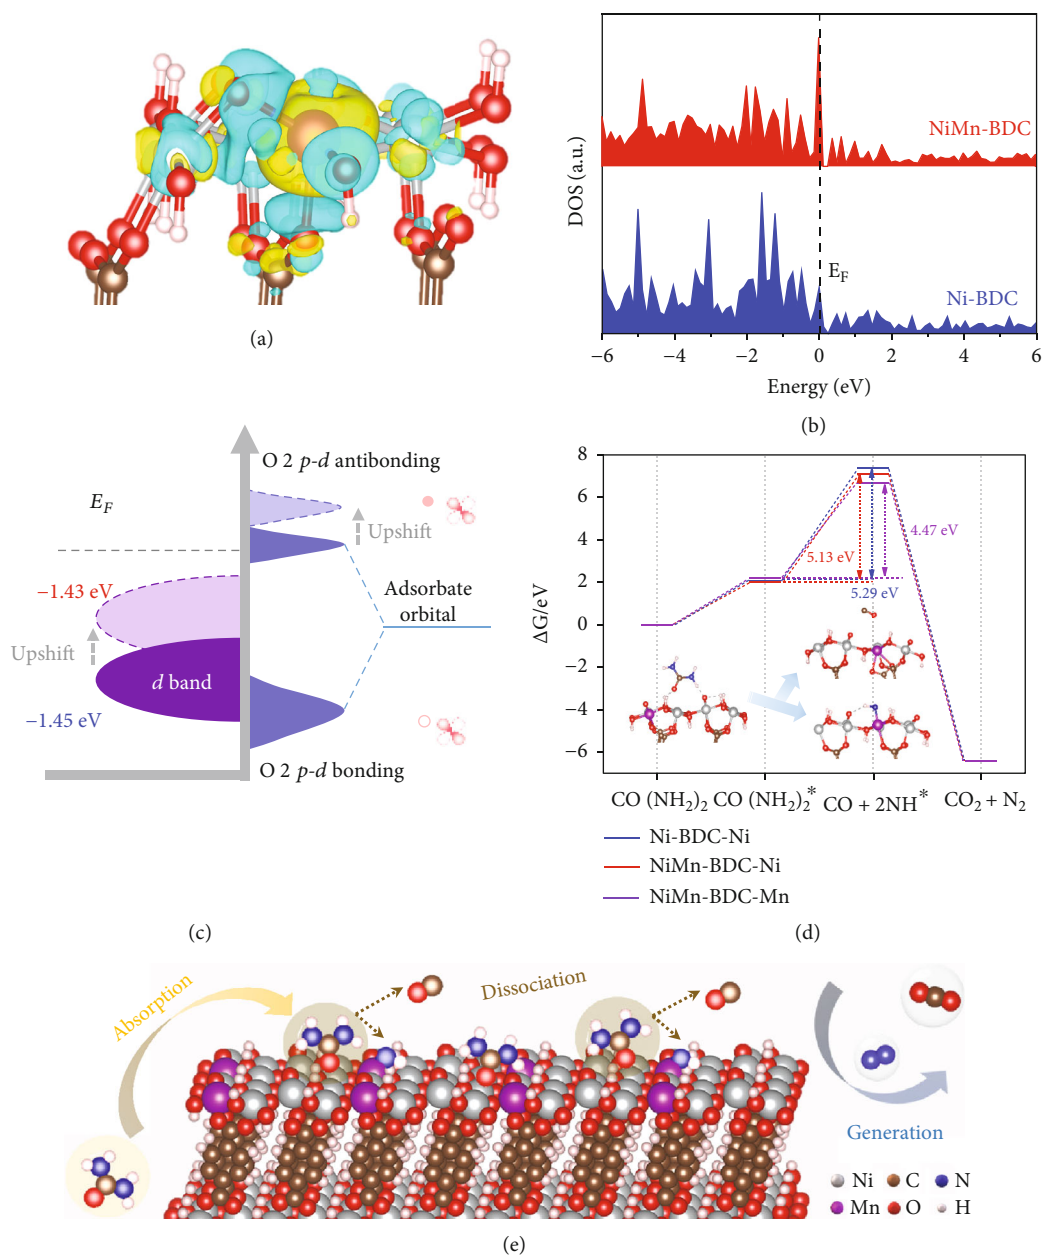 (a)
NiMn-BDC
Ni-BDC
E_F
DOS (a.u.)
−6 −4 −2 0 2 4 6
Energy (eV)
(b)
O 2 p-d antibonding
E_F
Upshift
−1.43 eV
Adsorbate
orbital
Upshift
d band
−1.45 eV
O 2 p-d bonding
(c)
8
6
4
2
0
−2
−4
−6
ΔG/eV
4.47 eV
5.13 eV
5.29 eV
CO (NH₂)₂ CO (NH₂)₂* CO + 2NH* CO₂ + N₂
Ni-BDC-Ni
NiMn-BDC-Ni
NiMn-BDC-Mn
(d)
Absorption
Dissociation
Generation
Ni C N
Mn O H
(e)